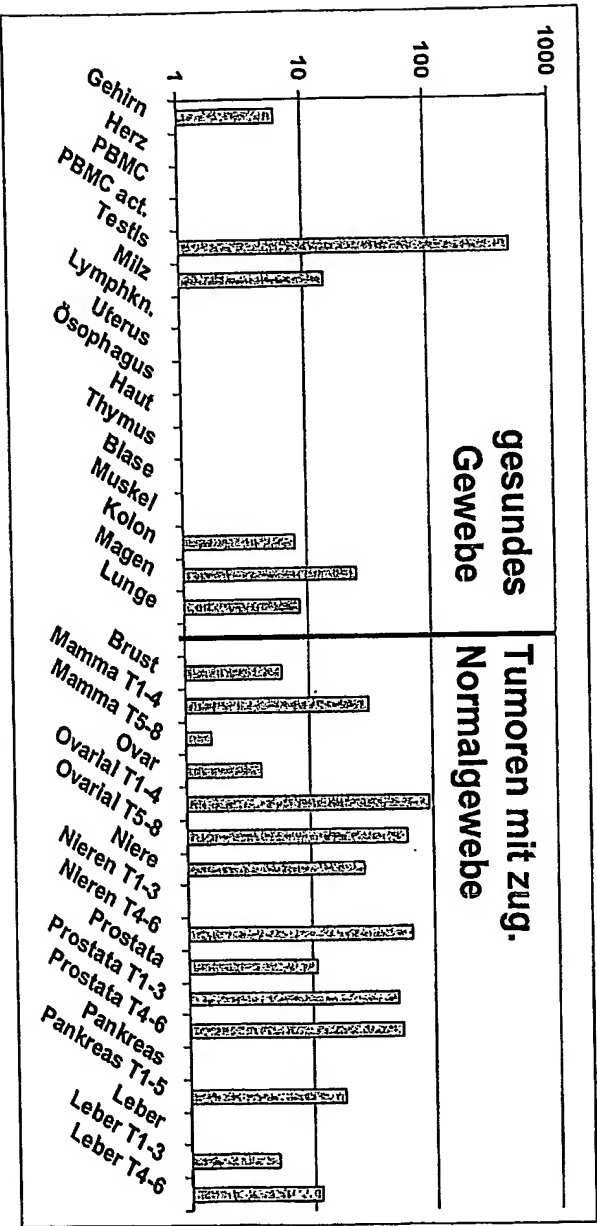 1000
100
10
1
gesundes
Gewebe
Tumoren mit zug.
Normalgewebe
Gehirn
Herz
PBMC
PBMC act.
Testis
Milz
Lymphkn.
Uterus
Ösophagus
Haut
Thymus
Blase
Muskel
Kolon
Magen
Lunge
Brust
Mamma T1-4
Mamma T5-8
Ovar
Ovarial T1-4
Ovarial T5-8
Niere
Nieren T1-3
Nieren T4-6
Prostata
Prostata T1-3
Prostata T4-6
Pankreas
Pankreas T1-5
Leber
Leber T1-3
Leber T4-6